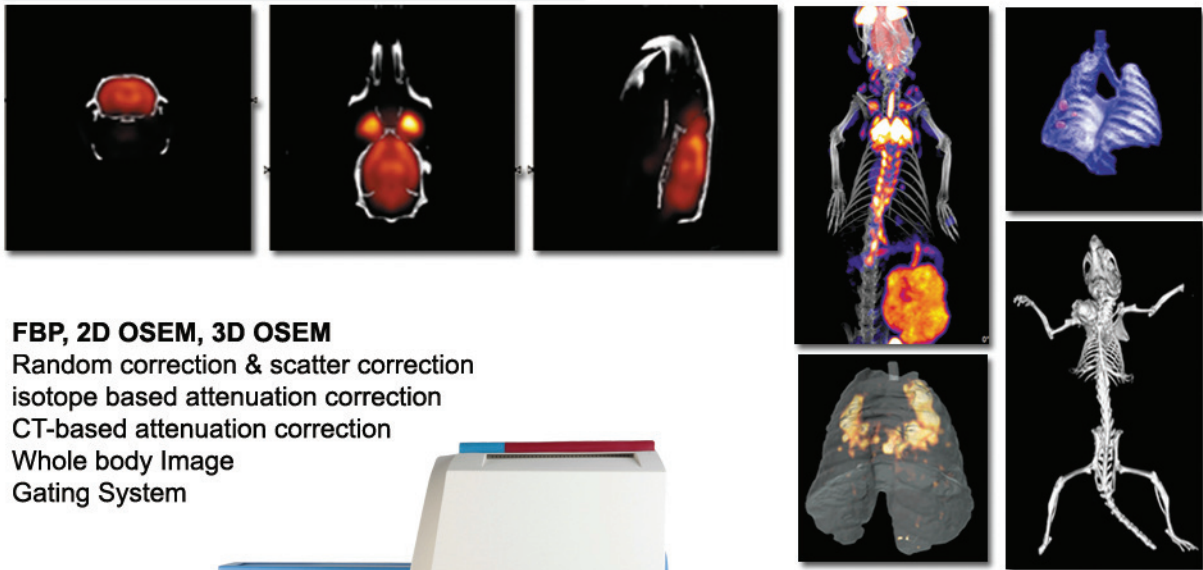 FBP, 2D OSEM, 3D OSEM
Random correction & scatter correction
isotope based attenuation correction
CT-based attenuation correction
Whole body Image
Gating System
0°